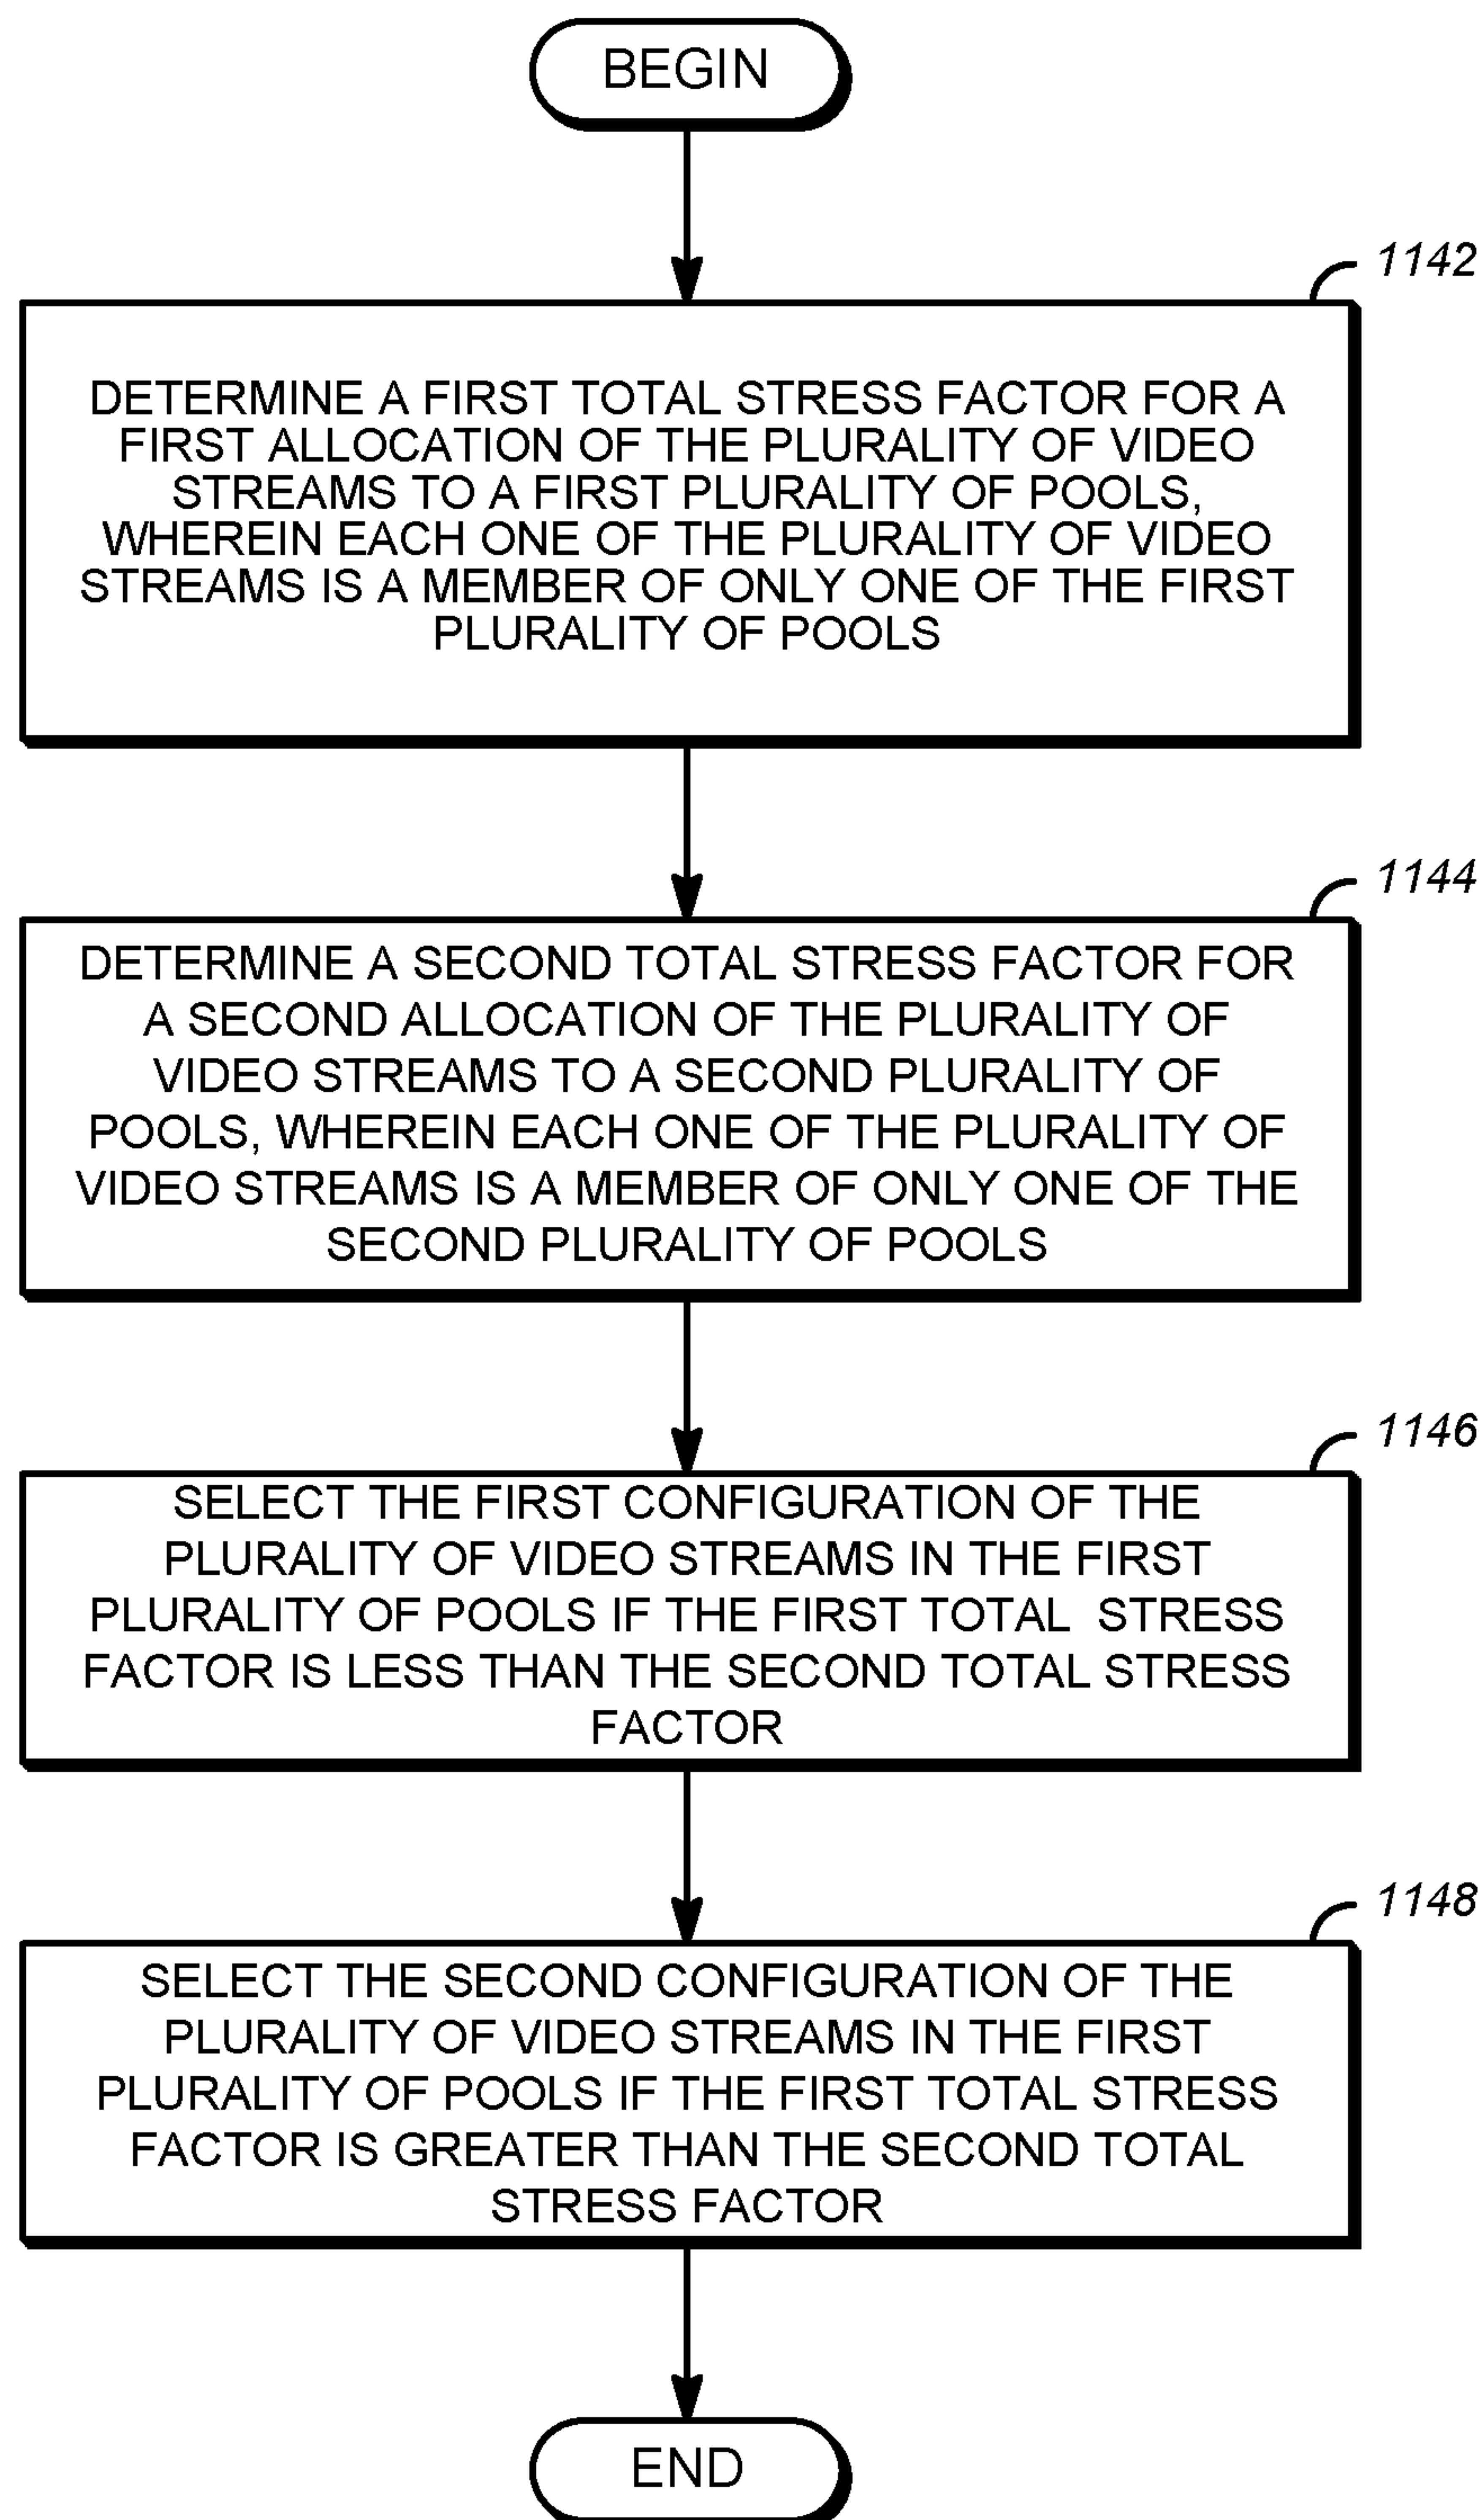 BEGIN
1142
DETERMINE A FIRST TOTAL STRESS FACTOR FOR A
FIRST ALLOCATION OF THE PLURALITY OF VIDEO
STREAMS TO A FIRST PLURALITY OF POOLS,
WHEREIN EACH ONE OF THE PLURALITY OF VIDEO
STREAMS IS A MEMBER OF ONLY ONE OF THE FIRST
PLURALITY OF POOLS
1144
DETERMINE A SECOND TOTAL STRESS FACTOR FOR
A SECOND ALLOCATION OF THE PLURALITY OF
VIDEO STREAMS TO A SECOND PLURALITY OF
POOLS, WHEREIN EACH ONE OF THE PLURALITY OF
VIDEO STREAMS IS A MEMBER OF ONLY ONE OF THE
SECOND PLURALITY OF POOLS
1146
SELECT THE FIRST CONFIGURATION OF THE
PLURALITY OF VIDEO STREAMS IN THE FIRST
PLURALITY OF POOLS IF THE FIRST TOTAL STRESS
FACTOR IS LESS THAN THE SECOND TOTAL STRESS
FACTOR
1148
SELECT THE SECOND CONFIGURATION OF THE
PLURALITY OF VIDEO STREAMS IN THE FIRST
PLURALITY OF POOLS IF THE FIRST TOTAL STRESS
FACTOR IS GREATER THAN THE SECOND TOTAL
STRESS FACTOR
END